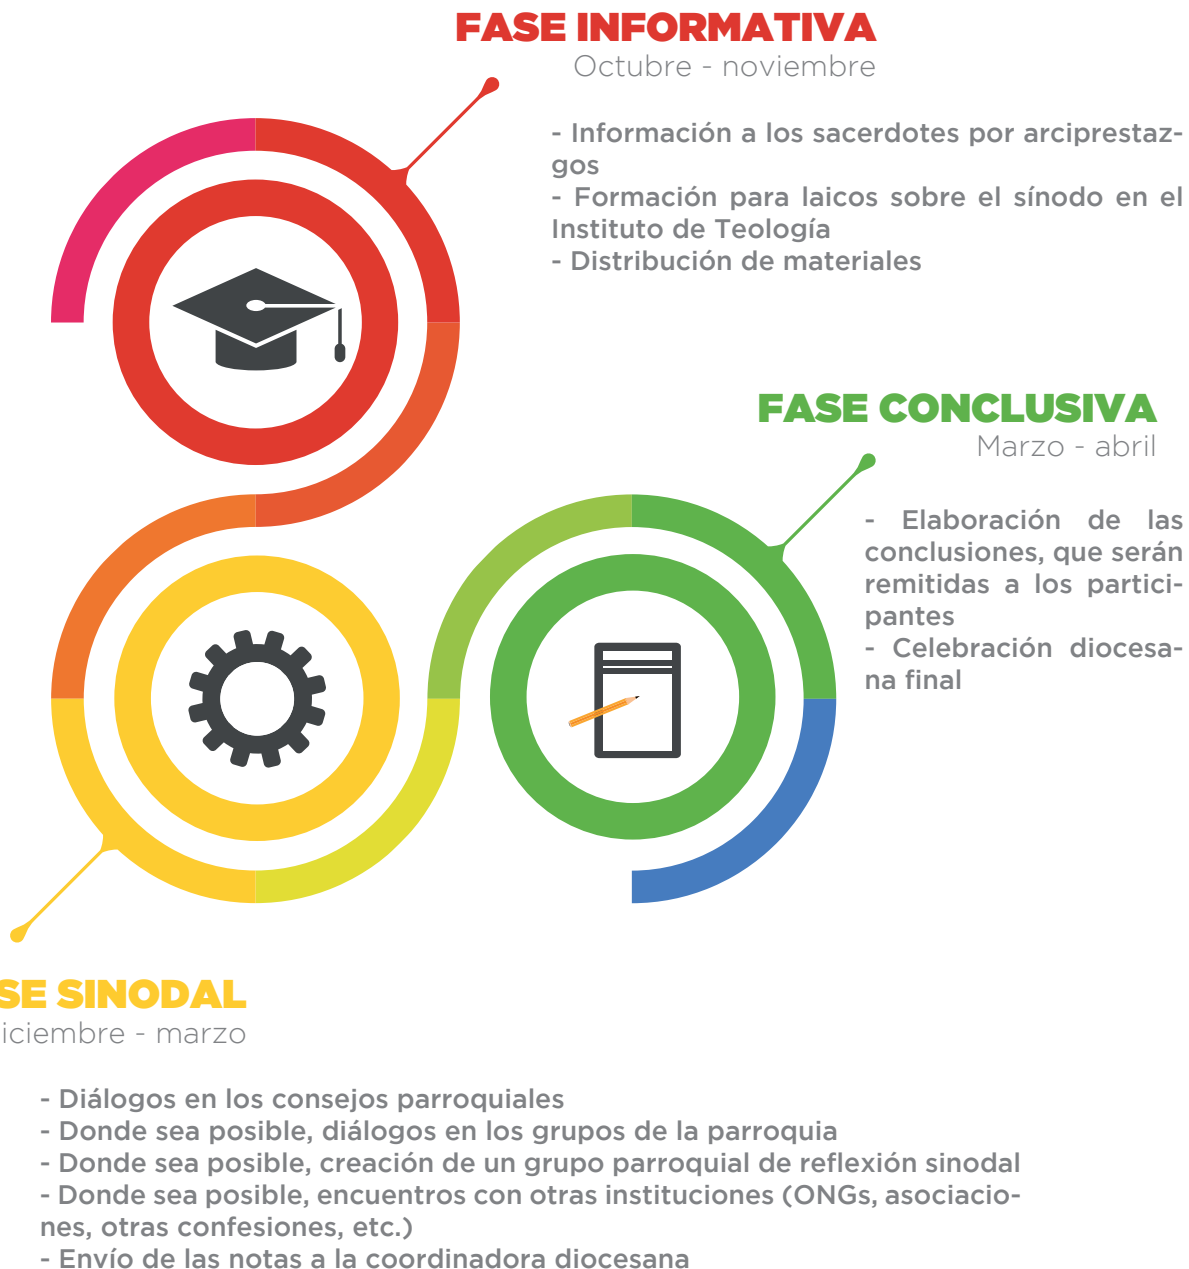 FASE INFORMATIVA
Octubre - noviembre
- Información a los sacerdotes por arciprestaz-
gos
- Formación para laicos sobre el sínodo en el
Instituto de Teología
- Distribución de materiales
FASE CONCLUSIVA
Marzo - abril
- Elaboración de las
conclusiones, que serán
remitidas a los partici-
pantes
- Celebración diocesa-
na final
SE SINODAL
iciembre - marzo
- Diálogos en los consejos parroquiales
- Donde sea posible, diálogos en los grupos de la parroquia
- Donde sea posible, creación de un grupo parroquial de reflexión sinodal
- Donde sea posible, encuentros con otras instituciones (ONGs, asociacio-
nes, otras confesiones, etc.)
- Envío de las notas a la coordinadora diocesana